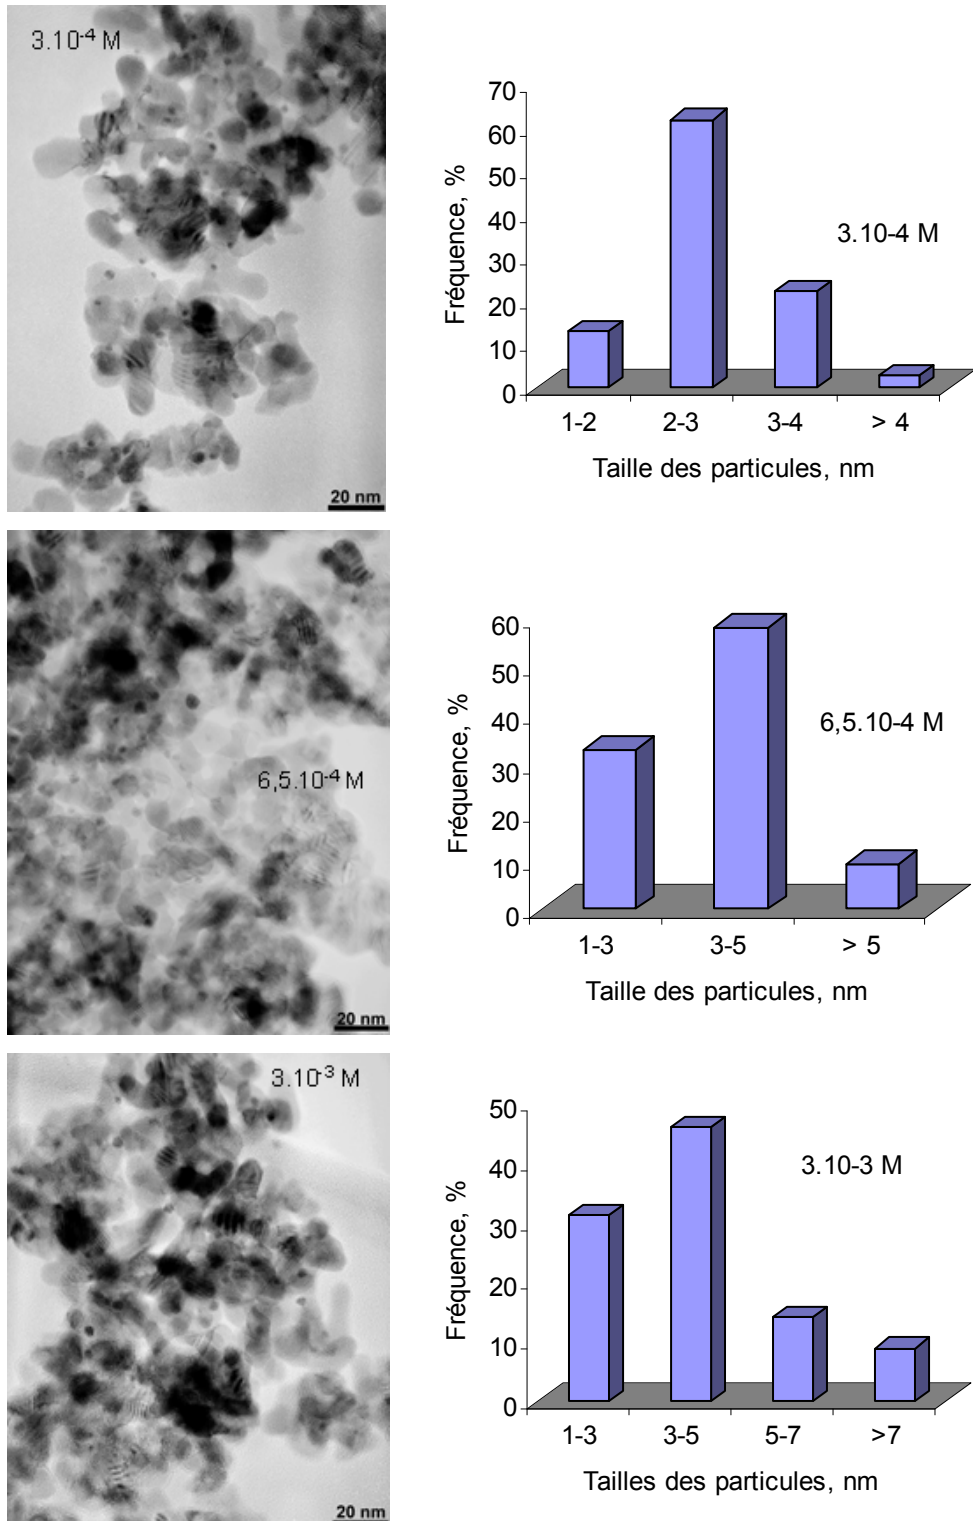 3.10-4 M
20 nm
Fréquence, %
70
60
50
40
30
20
10
0
3.10-4 M
1-2 2-3 3-4 > 4
Taille des particules, nm
6,5.10-4 M
20 nm
Fréquence, %
60
50
40
30
20
10
0
6,5.10-4 M
1-3 3-5 > 5
Taille des particules, nm
3.10-3 M
20 nm
Fréquence, %
50
40
30
20
10
0
3.10-3 M
1-3 3-5 5-7 >7
Tailles des particules, nm